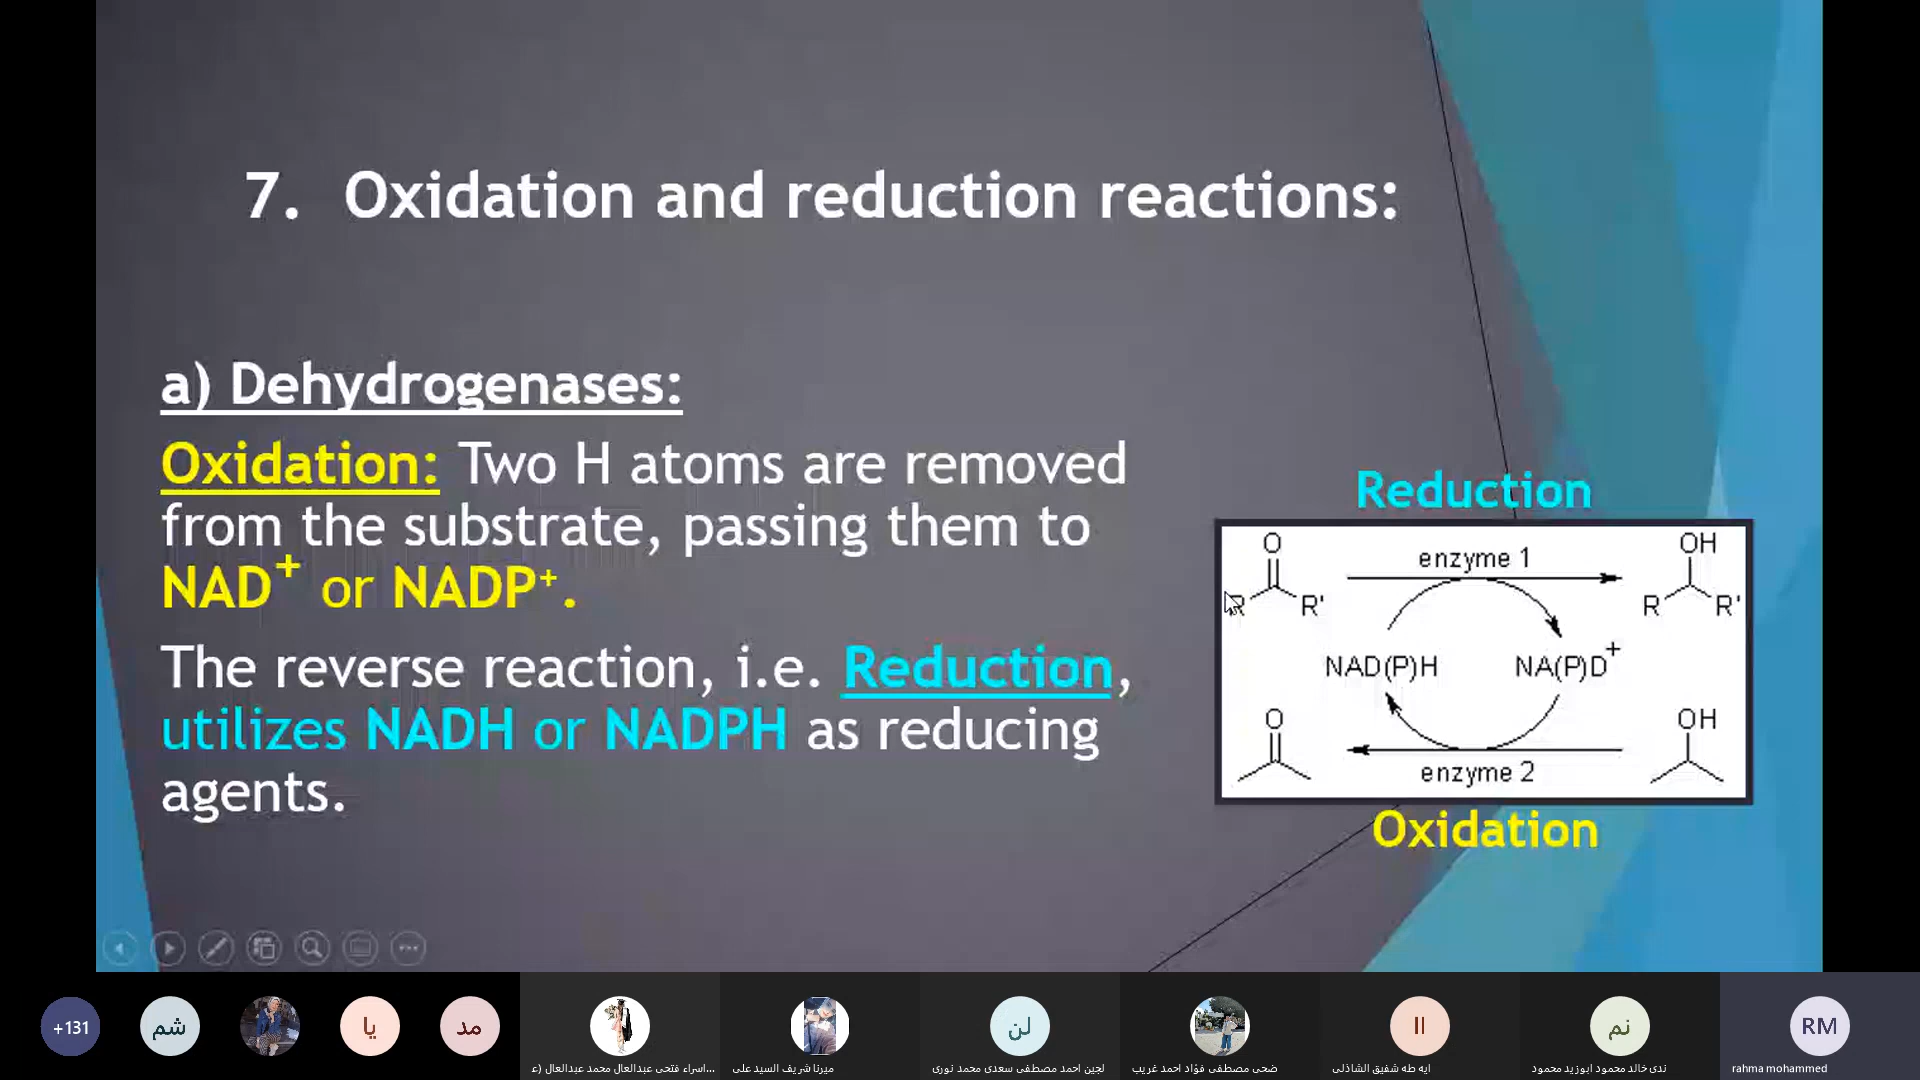 7. Oxidation and reduction reactions:
a) Dehydrogenases:
Oxidation: Two H atoms are removed
from the substrate, passing them to
NAD+ or NADP+.
The reverse reaction, i.e. Reduction,
utilizes NADH or NADPH as reducing
agents.
Reduction
O
R R'
enzyme 1
OH
R R'
NAD(P)H NA(P)D+
O
enzyme 2
OH
Oxidation
+131
شم
يا
مد
اسراء فتحى عبدالعال محمد عبدالعال (ع...
ميرنا شريف السيد على
لن
لجين احمد مصطفى سعدى محمد نورى
ضحى مصطفى فؤاد احمد غريب
اا
ايه طه شفيق الشاذلى
نم
ندى خالد محمود ابوزيد محمود
RM
rahma mohammed